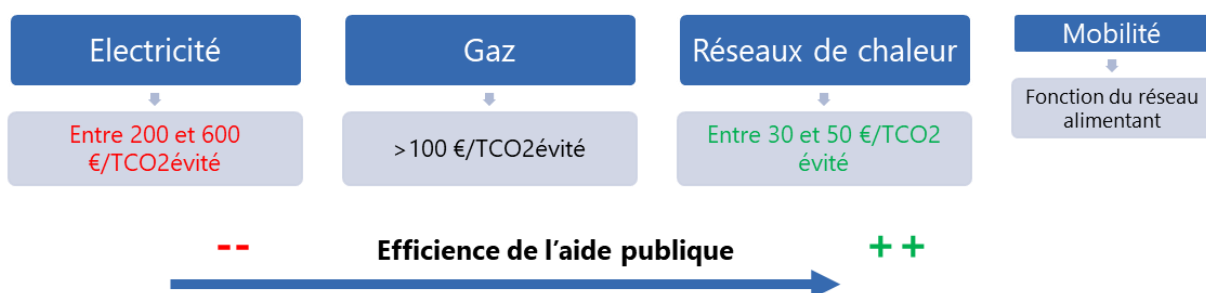 Electricité
Entre 200 et 600
€/TCO2évité
Gaz
>100 €/TCO2évité
Réseaux de chaleur
Entre 30 et 50 €/TCO2
évité
Mobilité
Fonction du réseau
alimentant
-- Efficience de l'aide publique ++